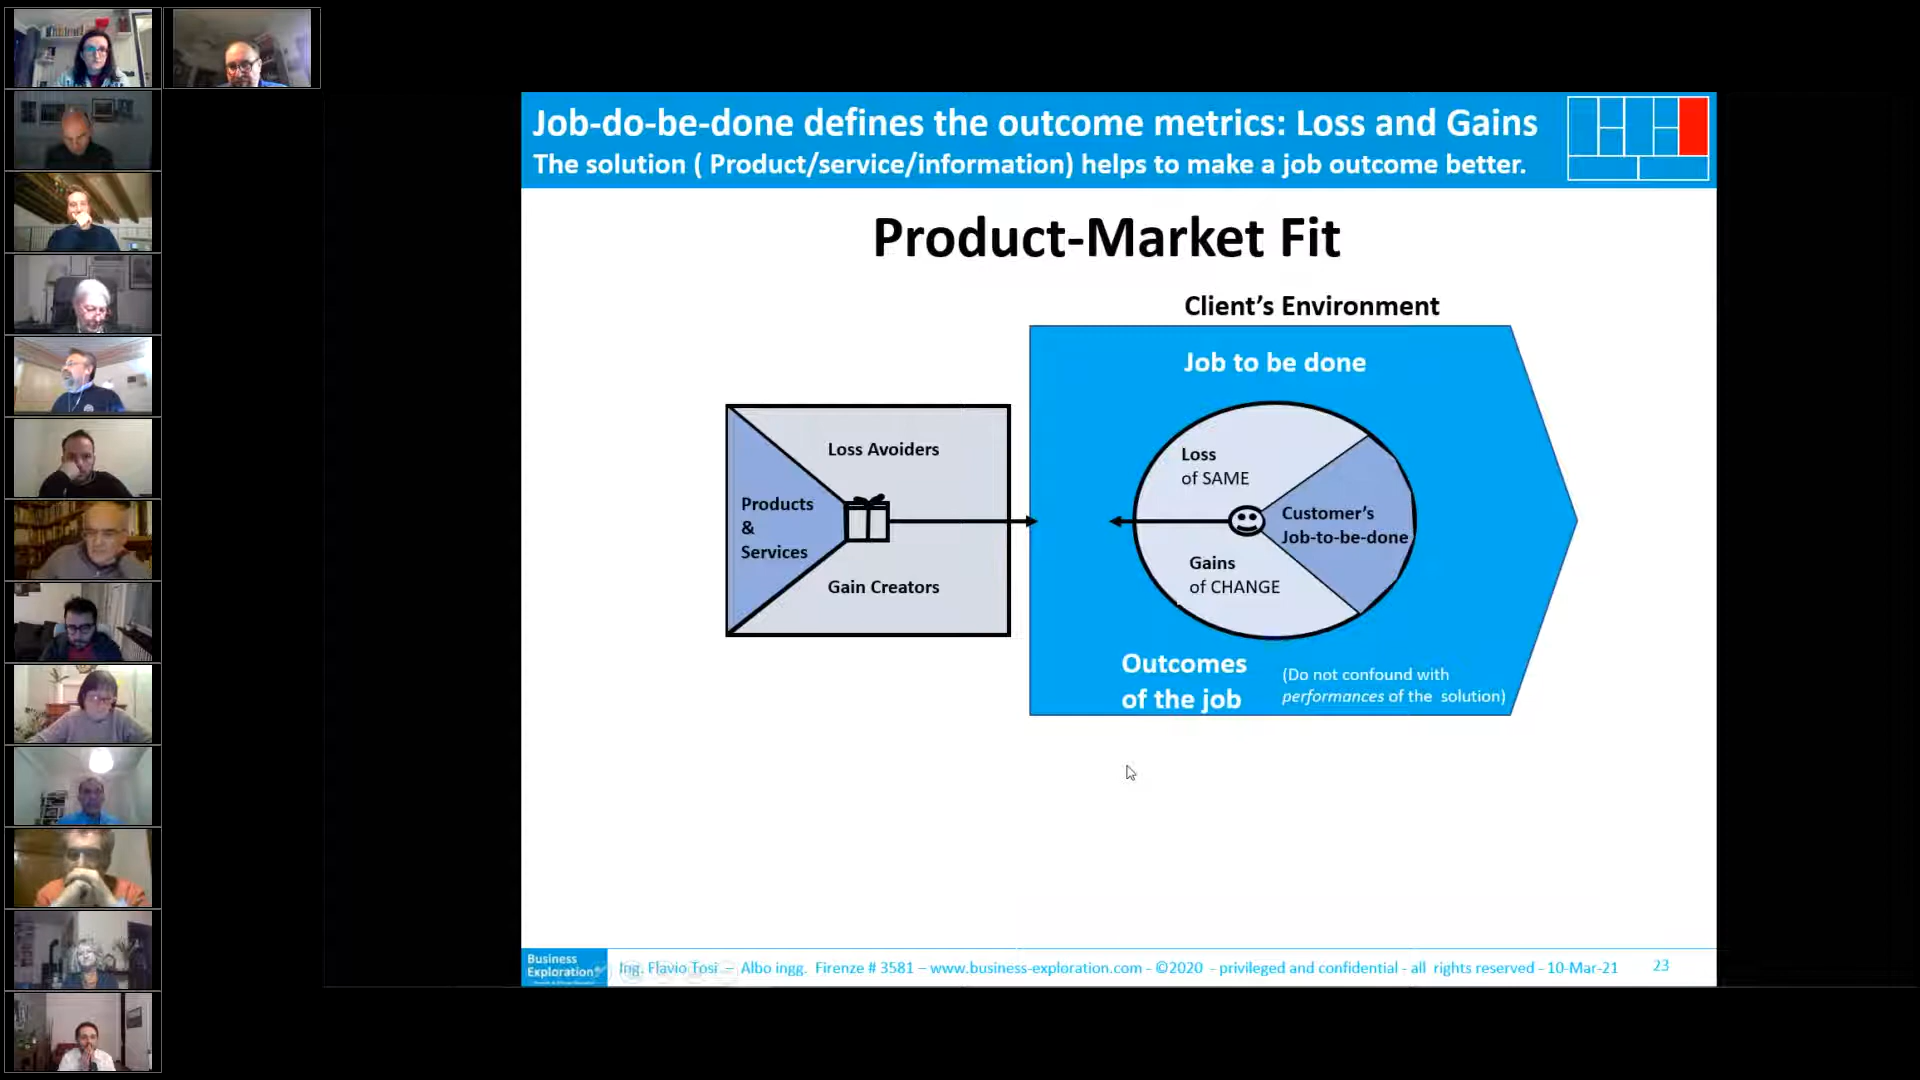 Job-do-be-done defines the outcome metrics: Loss and Gains
The solution ( Product/service/information) helps to make a job outcome better.
Product-Market Fit
Client's Environment
Job to be done
Loss Avoiders
Products
&
Services
Gain Creators
Loss
of SAME
Customer's
Job-to-be-done
Gains
of CHANGE
Outcomes
of the job
(Do not confound with
performances of the solution)
Business
Exploration
Ing. Flavio Tosi – Albo ingg. Firenze # 3581 – www.business-exploration.com - ©2020 - privileged and confidential - all rights reserved - 10-Mar-21
23